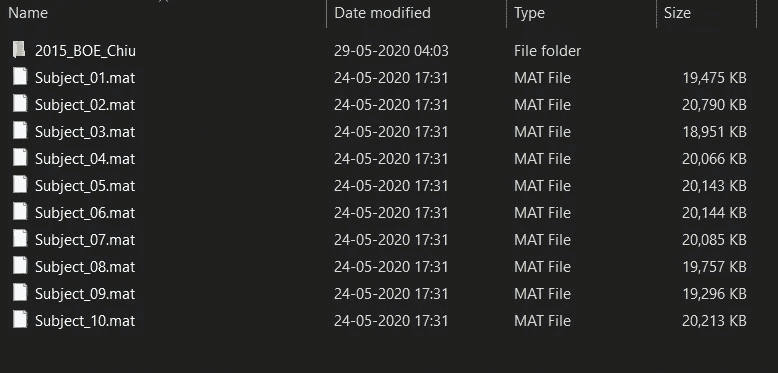 Name Date modified Type Size
2015_BOE_Chiu 29-05-2020 04:03 File folder
Subject_01.mat 24-05-2020 17:31 MAT File 19,475 KB
Subject_02.mat 24-05-2020 17:31 MAT File 20,790 KB
Subject_03.mat 24-05-2020 17:31 MAT File 18,951 KB
Subject_04.mat 24-05-2020 17:31 MAT File 20,066 KB
Subject_05.mat 24-05-2020 17:31 MAT File 20,143 KB
Subject_06.mat 24-05-2020 17:31 MAT File 20,144 KB
Subject_07.mat 24-05-2020 17:31 MAT File 20,085 KB
Subject_08.mat 24-05-2020 17:31 MAT File 19,757 KB
Subject_09.mat 24-05-2020 17:31 MAT File 19,296 KB
Subject_10.mat 24-05-2020 17:31 MAT File 20,213 KB